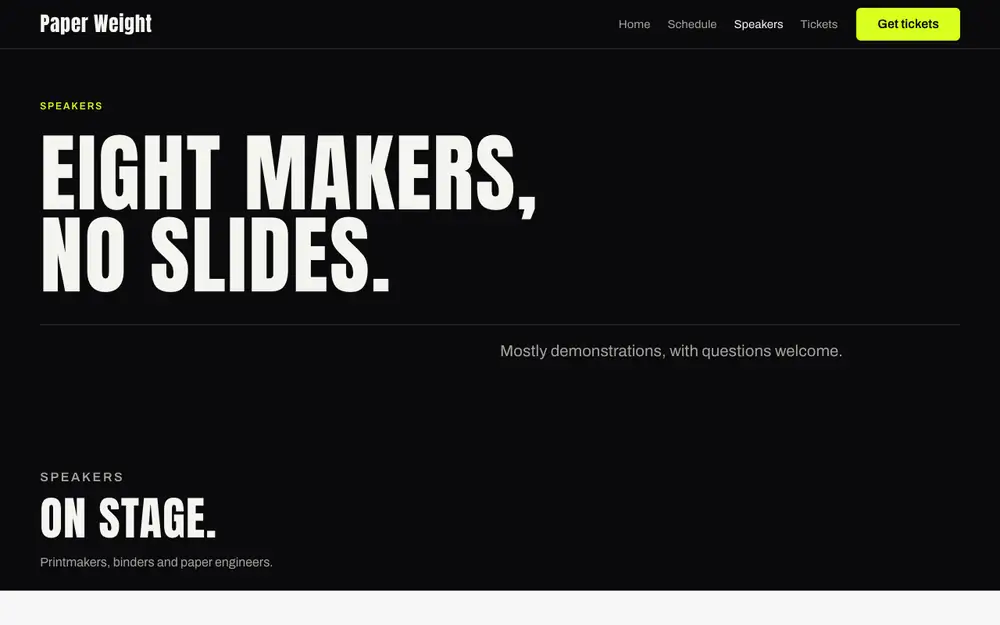 Paper Weight
Home Schedule Speakers Tickets Get tickets
SPEAKERS
EIGHT MAKERS,
NO SLIDES.
Mostly demonstrations, with questions welcome.
SPEAKERS
ON STAGE.
Printmakers, binders and paper engineers.